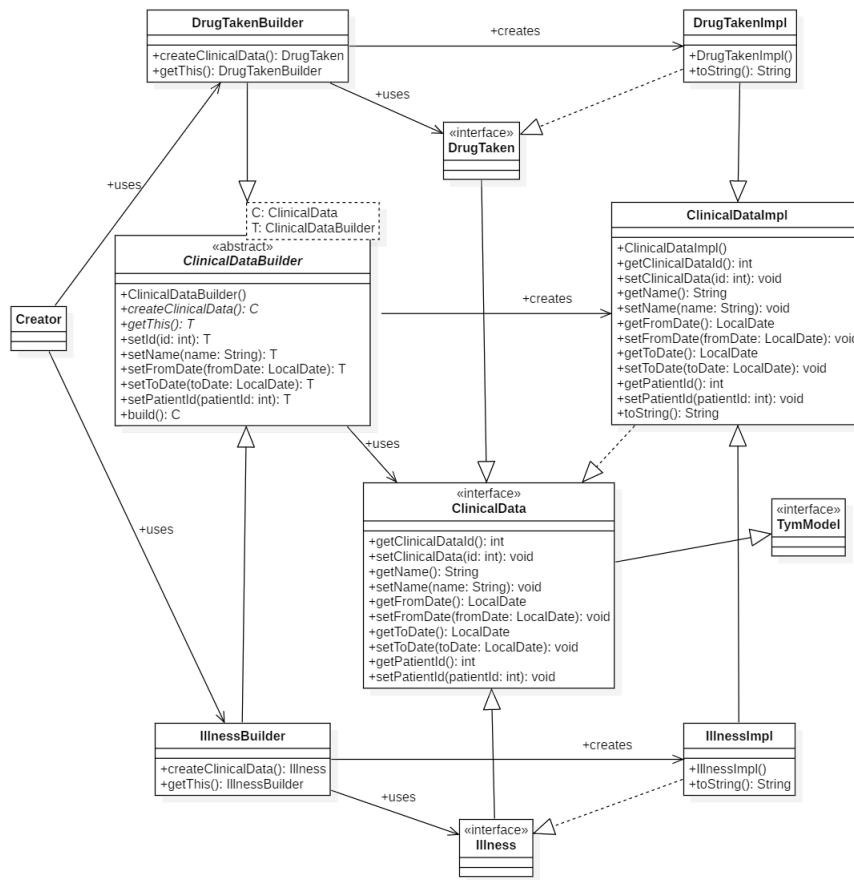 DrugTakenBuilder
+createClinicalData(): DrugTaken
+getThis(): DrugTakenBuilder
+creates
DrugTakenImpl
+DrugTakenImpl()
+toString(): String
+uses
«interface»
DrugTaken
+uses
C: ClinicalData
T: ClinicalDataBuilder
«abstract»
ClinicalDataBuilder
+ClinicalDataBuilder()
+createClinicalData(): C
+getThis(): T
+setId(id: int): T
+setName(name: String): T
+setFromDate(fromDate: LocalDate): T
+setToDate(toDate: LocalDate): T
+setPatientId(patientId: int): T
+build(): C
+creates
ClinicalDataImpl
+ClinicalDataImpl()
+getClinicalDataId(): int
+setClinicalData(id: int): void
+getName(): String
+setName(name: String): void
+getFromDate(): LocalDate
+setFromDate(fromDate: LocalDate): void
+getToDate(): LocalDate
+setToDate(toDate: LocalDate): void
+getPatientId(): int
+setPatientId(patientId: int): void
+toString(): String
Creator
+uses
«interface»
ClinicalData
+getClinicalDataId(): int
+setClinicalData(id: int): void
+getName(): String
+setName(name: String): void
+getFromDate(): LocalDate
+setFromDate(fromDate: LocalDate): void
+getToDate(): LocalDate
+setToDate(toDate: LocalDate): void
+getPatientId(): int
+setPatientId(patientId: int): void
«interface»
TymModel
+uses
IllnessBuilder
+createClinicalData(): Illness
+getThis(): IllnessBuilder
+creates
IllnessImpl
+IllnessImpl()
+toString(): String
+uses
«interface»
Illness